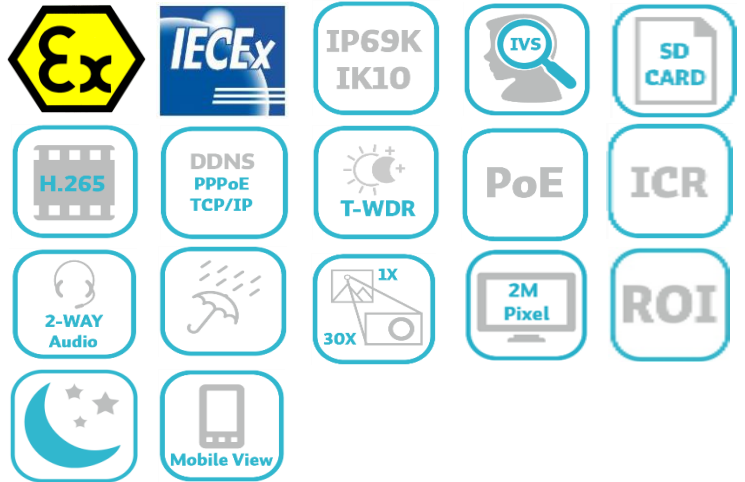 Ex
IECEx
IP69K
IK10
IVS
SD
CARD
H.265
DDNS
PPPoE
TCP/IP
T-WDR
PoE
ICR
2-WAY
Audio
1X
30X
2M
Pixel
ROI
Mobile View